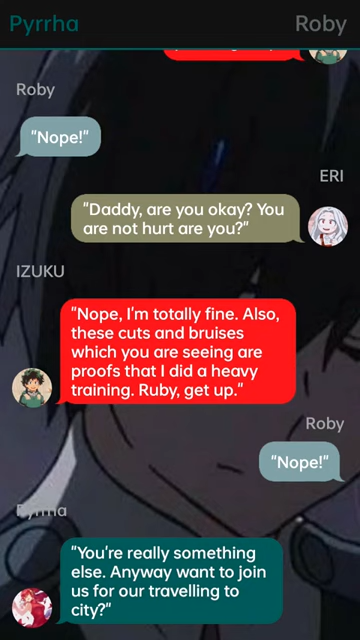 Pyrrha Roby
Roby
"Nope!"
ERI
"Daddy, are you okay? You
are not hurt are you?"
IZUKU
"Nope, I'm totally fine. Also,
these cuts and bruises
which you are seeing are
proofs that I did a heavy
training. Ruby, get up."
Roby
"Nope!"
Pyrrha
"You're really something
else. Anyway want to join
us for our travelling to
city?"